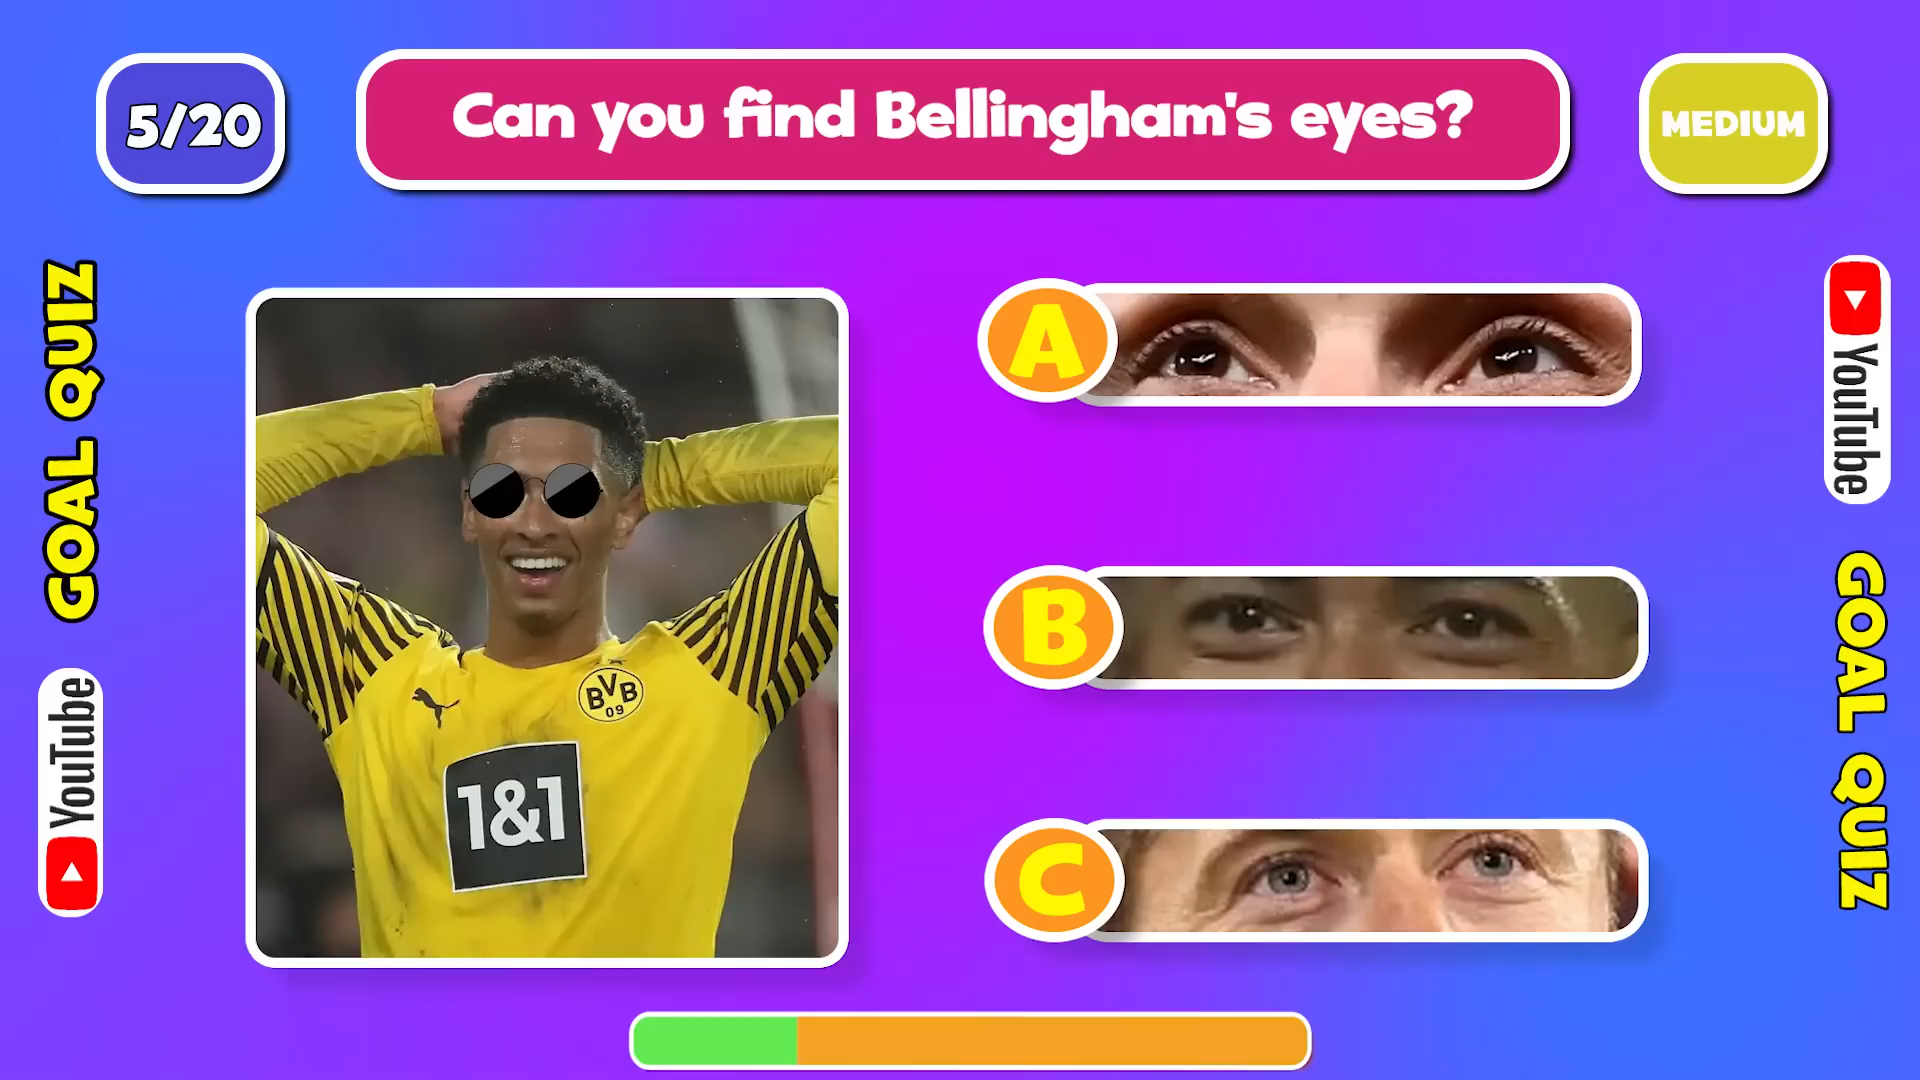 5/20
Can you find Bellingham's eyes?
MEDIUM
GOAL QUIZ
YouTube
A
B
C
BVB
09
1&1
YouTube
GOAL QUIZ